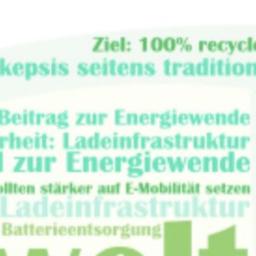 Ziel: 100% recycle
kepsis seitens tradition
Beitrag zur Energiewende
rheit: Ladeinfrastruktur
zur Energiewende
ollten stärker auf E-Mobilität setzen
Ladeinfrastruktur
Batterieentsorgung
welt